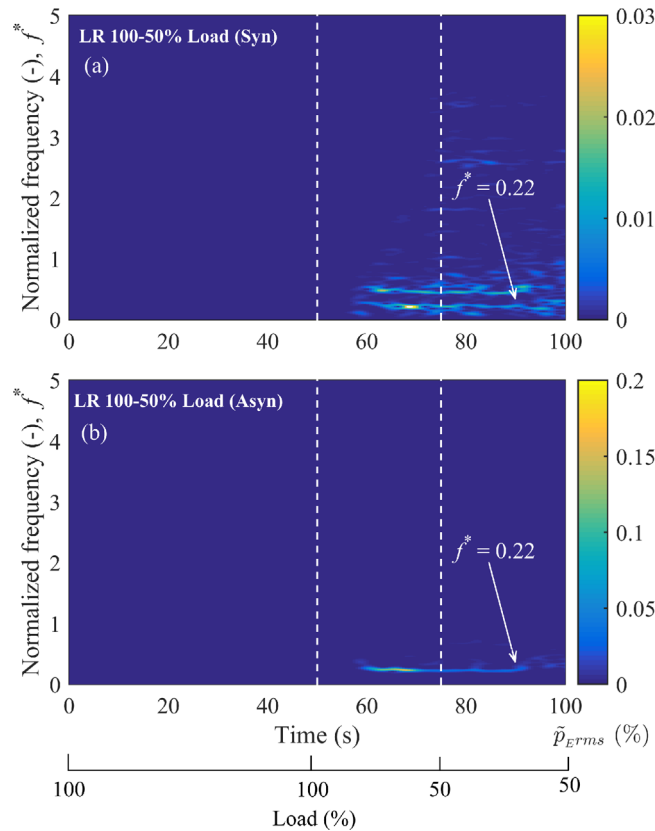 5
4
3
2
1
0
Normalized frequency (-), f*
LR 100-50% Load (Syn)
(a)
f* = 0.22
0 20 40 60 80 100
0.03
0.02
0.01
0
5
4
3
2
1
0
Normalized frequency (-), f*
LR 100-50% Load (Asyn)
(b)
f* = 0.22
0 20 40 60 80 100
0.2
0.15
0.1
0.05
0
Time (s)
p̃Erms (%)
100 100 50 50
Load (%)